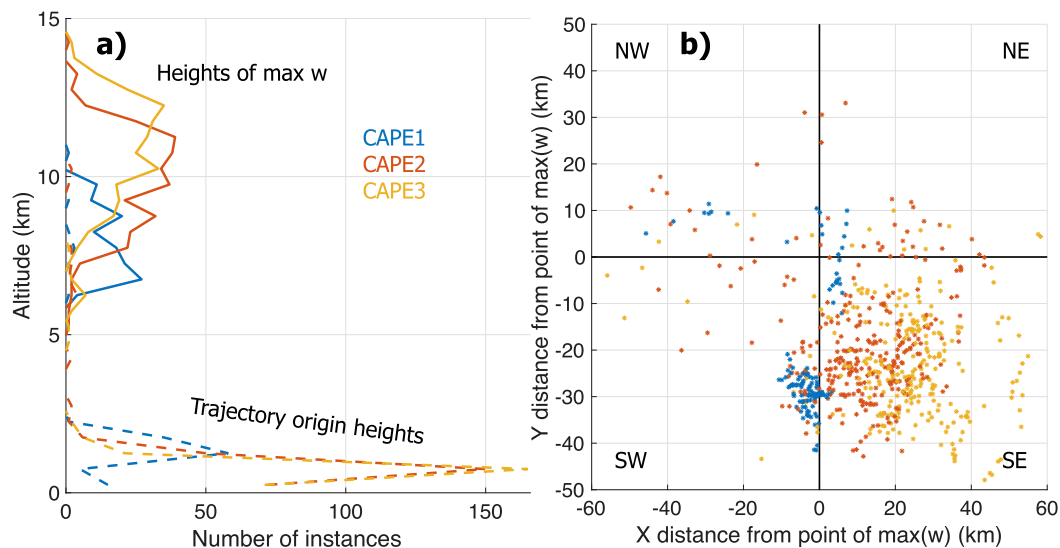 a)
Heights of max w
CAPE1
CAPE2
CAPE3
Trajectory origin heights
15
10
5
0
Altitude (km)
0
50
100
150
Number of instances
b)
NW
NE
SW
SE
50
40
30
20
10
0
-10
-20
-30
-40
-50
Y distance from point of max(w) (km)
-60
-40
-20
0
20
40
60
X distance from point of max(w) (km)